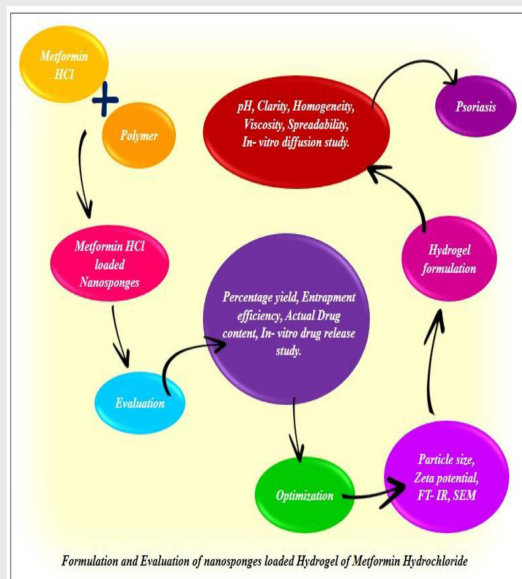 Metformin
HCl
Polymer
Metformin HCl
loaded
Nanosponges
Evaluation
Percentage yield, Entrapment
efficiency, Actual Drug
content, In- vitro drug release
study.
Optimization
Particle size,
Zeta potential,
FT- IR, SEM
Hydrogel
formulation
pH, Clarity, Homogeneity,
Viscosity, Spreadability,
In- vitro diffusion study.
Psoriasis
Formulation and Evaluation of nanosponges loaded Hydrogel of Metformin Hydrochloride